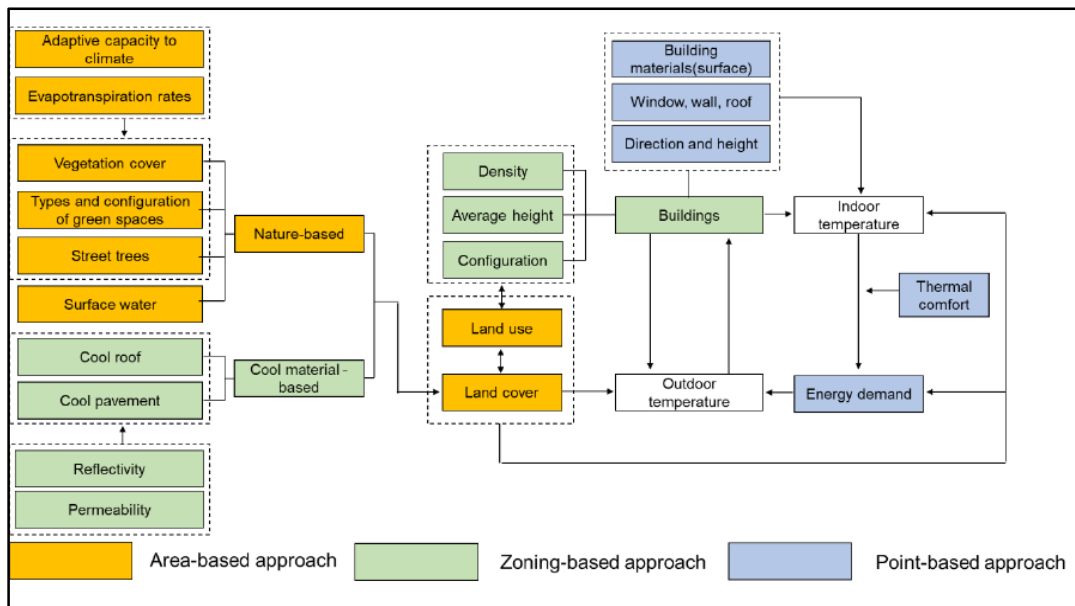 Adaptive capacity to
climate
Evapotranspiration rates
Vegetation cover
Types and configuration
of green spaces
Street trees
Surface water
Cool roof
Cool pavement
Reflectivity
Permeability
Nature-based
Cool material -
based
Density
Average height
Configuration
Land use
Land cover
Building
materials(surface)
Window, wall, roof
Direction and height
Buildings
Indoor
temperature
Thermal
comfort
Outdoor
temperature
Energy demand
Area-based approach
Zoning-based approach
Point-based approach